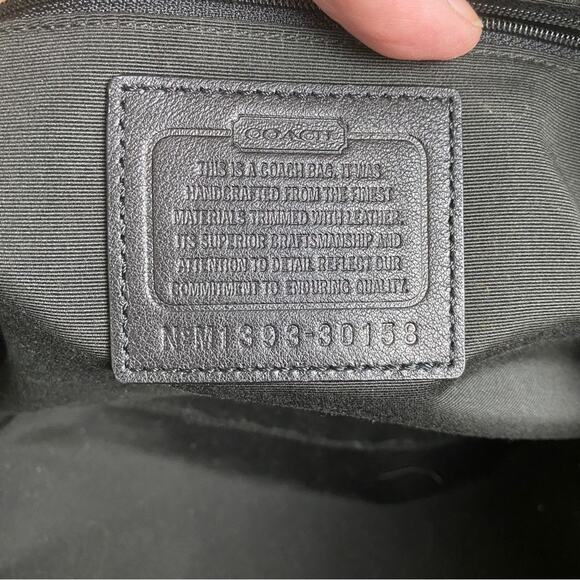 COACH
THIS IS A COACH BAG. IT WAS
HANDCRAFTED FROM THE FINEST
MATERIALS TRIMMED WITH LEATHER.
ITS SUPERIOR CRAFTSMANSHIP AND
ATTENTION TO DETAIL REFLECT OUR
COMMITMENT TO ENDURING QUALITY.
Nº M1393-30158